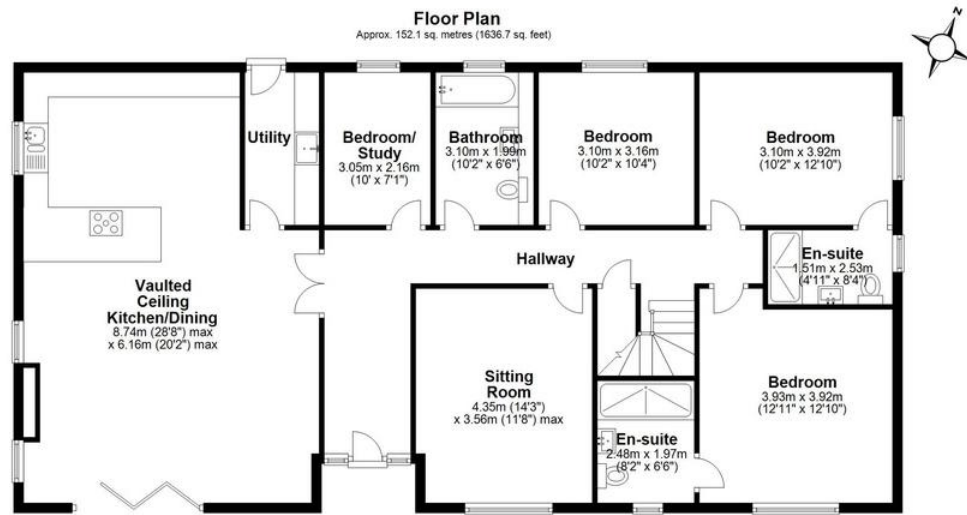 Floor Plan
Approx. 152.1 sq. metres (1636.7 sq. feet)
N
Utility
Bedroom/
Study
3.05m x 2.16m
(10' x 7'1")
Bathroom
3.10m x 1.99m
(10'2" x 6'6")
Bedroom
3.10m x 3.16m
(10'2" x 10'4")
Bedroom
3.10m x 3.92m
(10'2" x 12'10")
Hallway
En-suite
1.51m x 2.53m
(4'11" x 8'4")
Vaulted
Ceiling
Kitchen/Dining
8.74m (28'8") max
x 6.16m (20'2") max
Sitting
Room
4.35m (14'3")
x 3.56m (11'8") max
En-suite
2.48m x 1.97m
(8'2" x 6'6")
Bedroom
3.93m x 3.92m
(12'11" x 12'10")